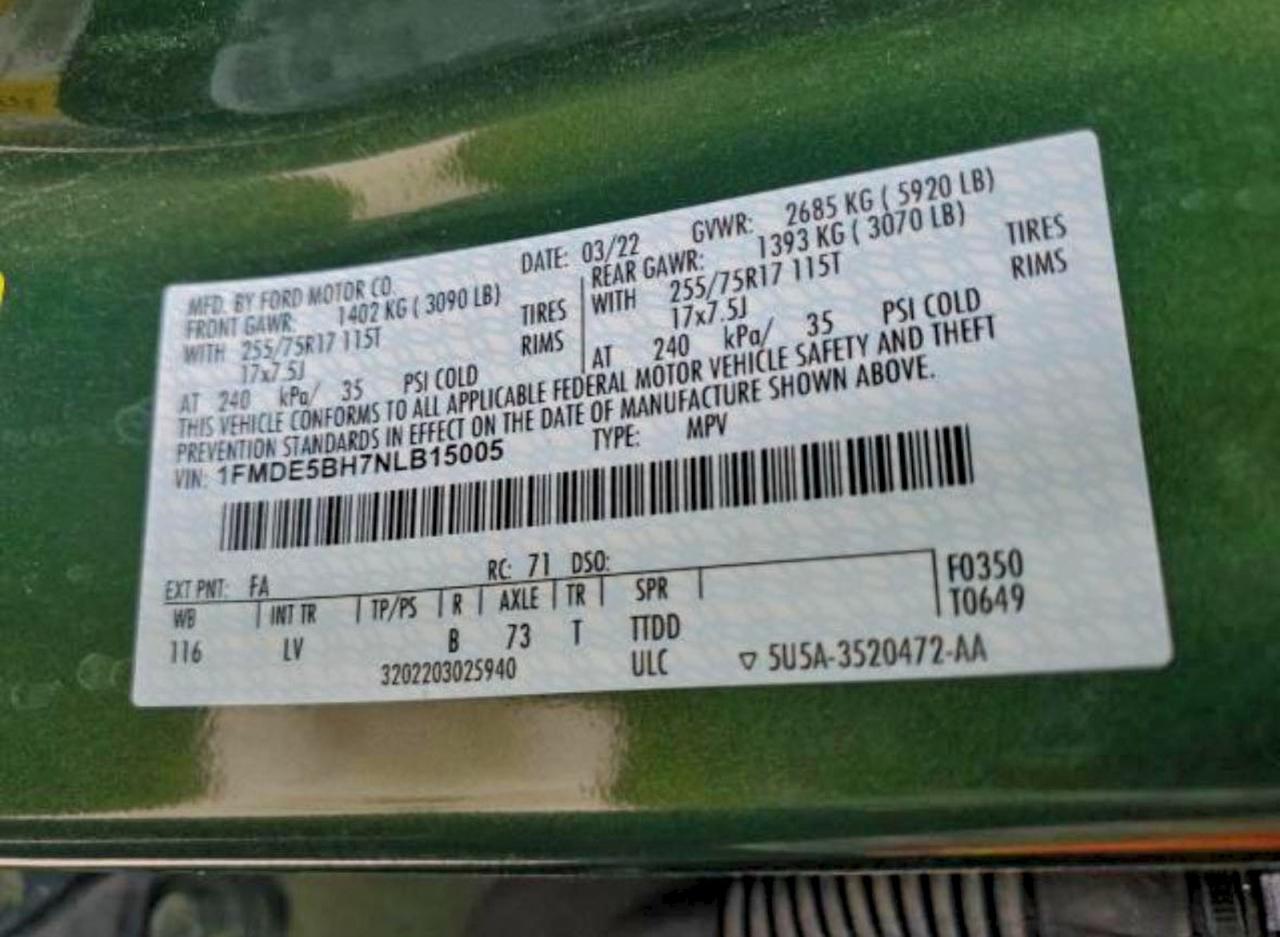 MFD. BY FORD MOTOR CO. DATE: 03/22 GVWR: 2685 KG ( 5920 LB)
FRONT GAWR: 1402 KG ( 3090 LB) REAR GAWR: 1393 KG ( 3070 LB)
WITH 255/75R17 115T TIRES WITH 255/75R17 115T TIRES
17x7.5J RIMS 17x7.5J RIMS
AT 240 kPa/ 35 PSI COLD AT 240 kPa/ 35 PSI COLD
THIS VEHICLE CONFORMS TO ALL APPLICABLE FEDERAL MOTOR VEHICLE SAFETY AND THEFT
PREVENTION STANDARDS IN EFFECT ON THE DATE OF MANUFACTURE SHOWN ABOVE.
VIN: 1FMDE5BH7NLB15005 TYPE: MPV
EXT PNT: FA RC: 71 DSO: F0350
WB INT TR TP/PS R AXLE TR SPR T0649
116 LV B 73 T TTDD
3202203025940 ULC ▽ 5U5A-3520472-AA